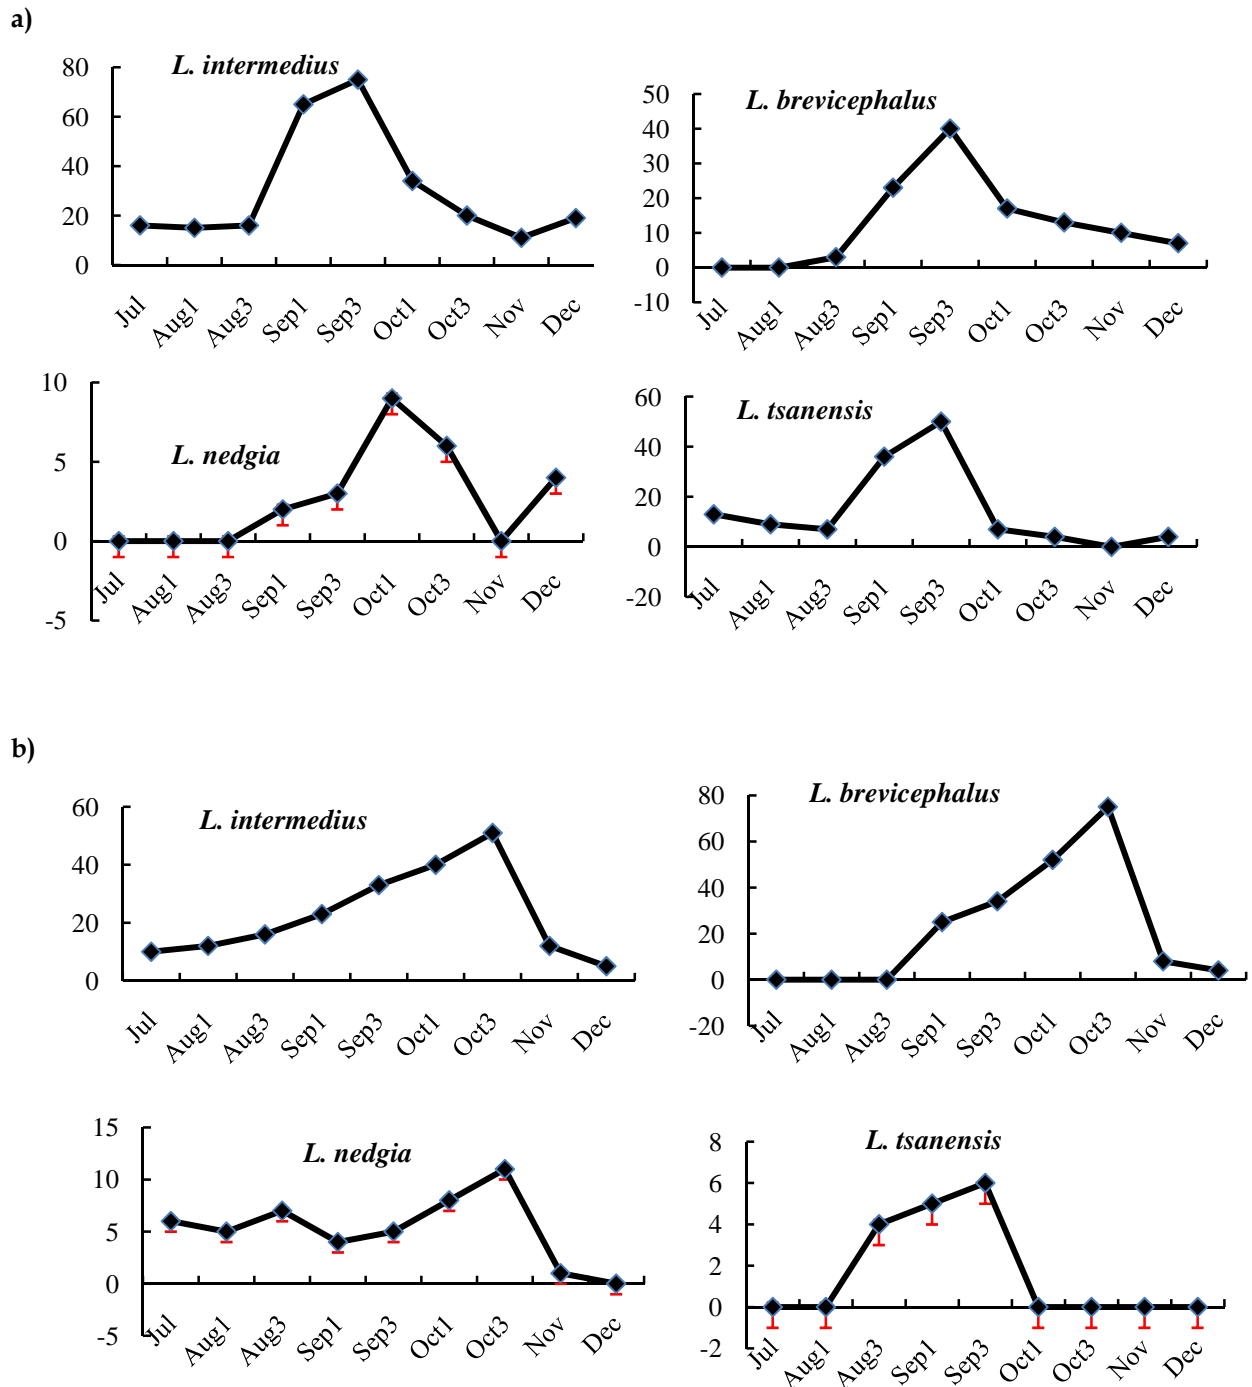 a)
L. intermedius
80
60
40
20
0
Jul Aug1 Aug3 Sep1 Sep3 Oct1 Oct3 Nov Dec
L. brevicephalus
50
40
30
20
10
0
-10
Jul Aug1 Aug3 Sep1 Sep3 Oct1 Oct3 Nov Dec
L. nedgia
10
5
0
-5
Jul Aug1 Aug3 Sep1 Sep3 Oct1 Oct3 Nov Dec
L. tsanensis
60
40
20
0
-20
Jul Aug1 Aug3 Sep1 Sep3 Oct1 Oct3 Nov Dec
b)
L. intermedius
60
40
20
0
Jul Aug1 Aug3 Sep1 Sep3 Oct1 Oct3 Nov Dec
L. brevicephalus
80
60
40
20
0
-20
Jul Aug1 Aug3 Sep1 Sep3 Oct1 Oct3 Nov Dec
L. nedgia
15
10
5
0
-5
Jul Aug1 Aug3 Sep1 Sep3 Oct1 Oct3 Nov Dec
L. tsanensis
8
6
4
2
0
-2
Jul Aug1 Aug3 Sep1 Sep3 Oct1 Oct3 Nov Dec